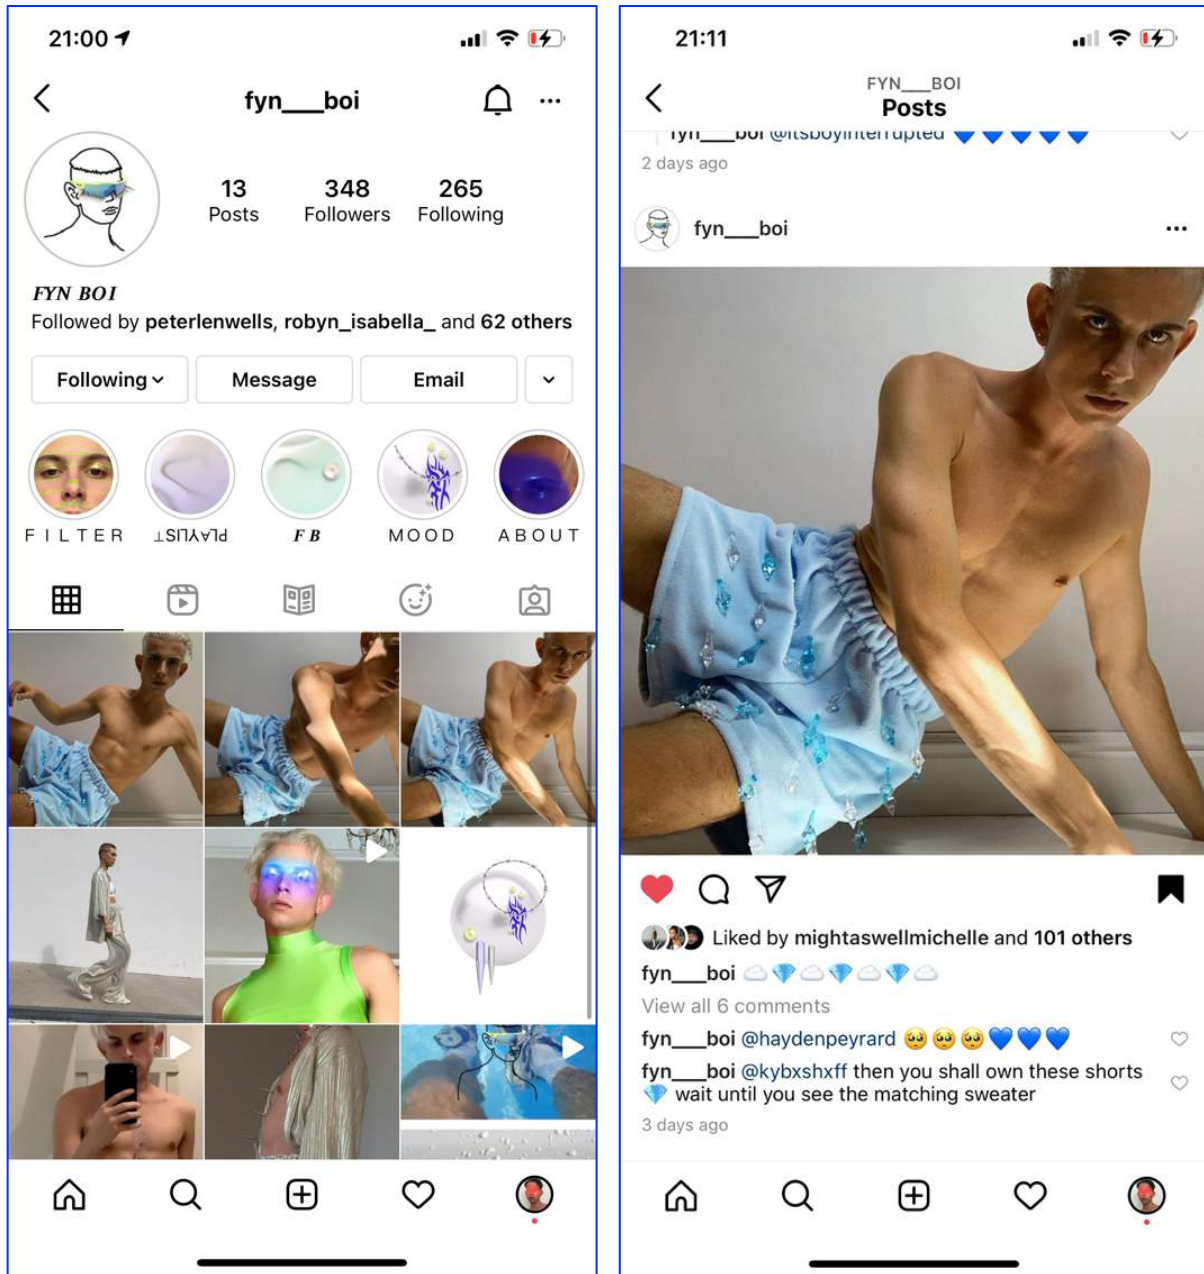 21:00
fyn___boi
13
Posts
348
Followers
265
Following
FYN BOI
Followed by peterlenwells, robyn_isabella_ and 62 others
Following
Message
Email
FILTER
PLAYLIST
FB
MOOD
ABOUT
21:11
FYN___BOI
Posts
fyn___boi @itsboyinterrupted 💙💙💙💙💙
2 days ago
fyn___boi
Liked by mightaswellmichelle and 101 others
fyn___boi ☁️💎☁️💎☁️💎☁️
View all 6 comments
fyn___boi @haydenpeyrard 🥺🥺🥺💙💙💙
fyn___boi @kybxshxff then you shall own these shorts
💎 wait until you see the matching sweater
3 days ago